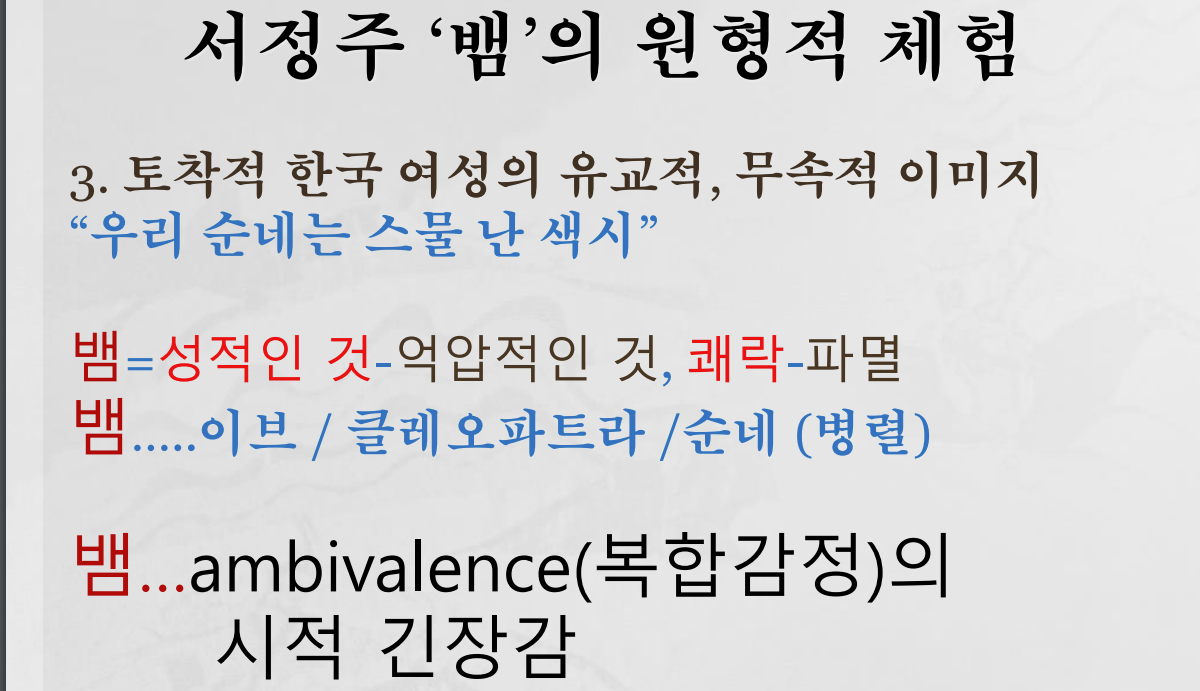 서정주 ‘뱀’의 원형적 체험
3. 토착적 한국 여성의 유교적, 무속적 이미지
“우리 순네는 스물 난 색시”
뱀=성적인 것-억압적인 것, 쾌락-파멸
뱀.....이브 / 클레오파트라 /순네 (병렬)
뱀...ambivalence(복합감정)의
시적 긴장감